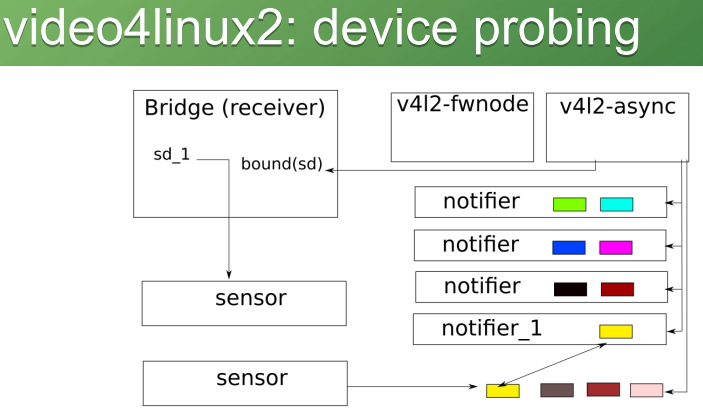 video4linux2: device probing
Bridge (receiver)
v4l2-fwnode
v4l2-async
sd_1
bound(sd)
notifier
notifier
notifier
sensor
notifier_1
sensor